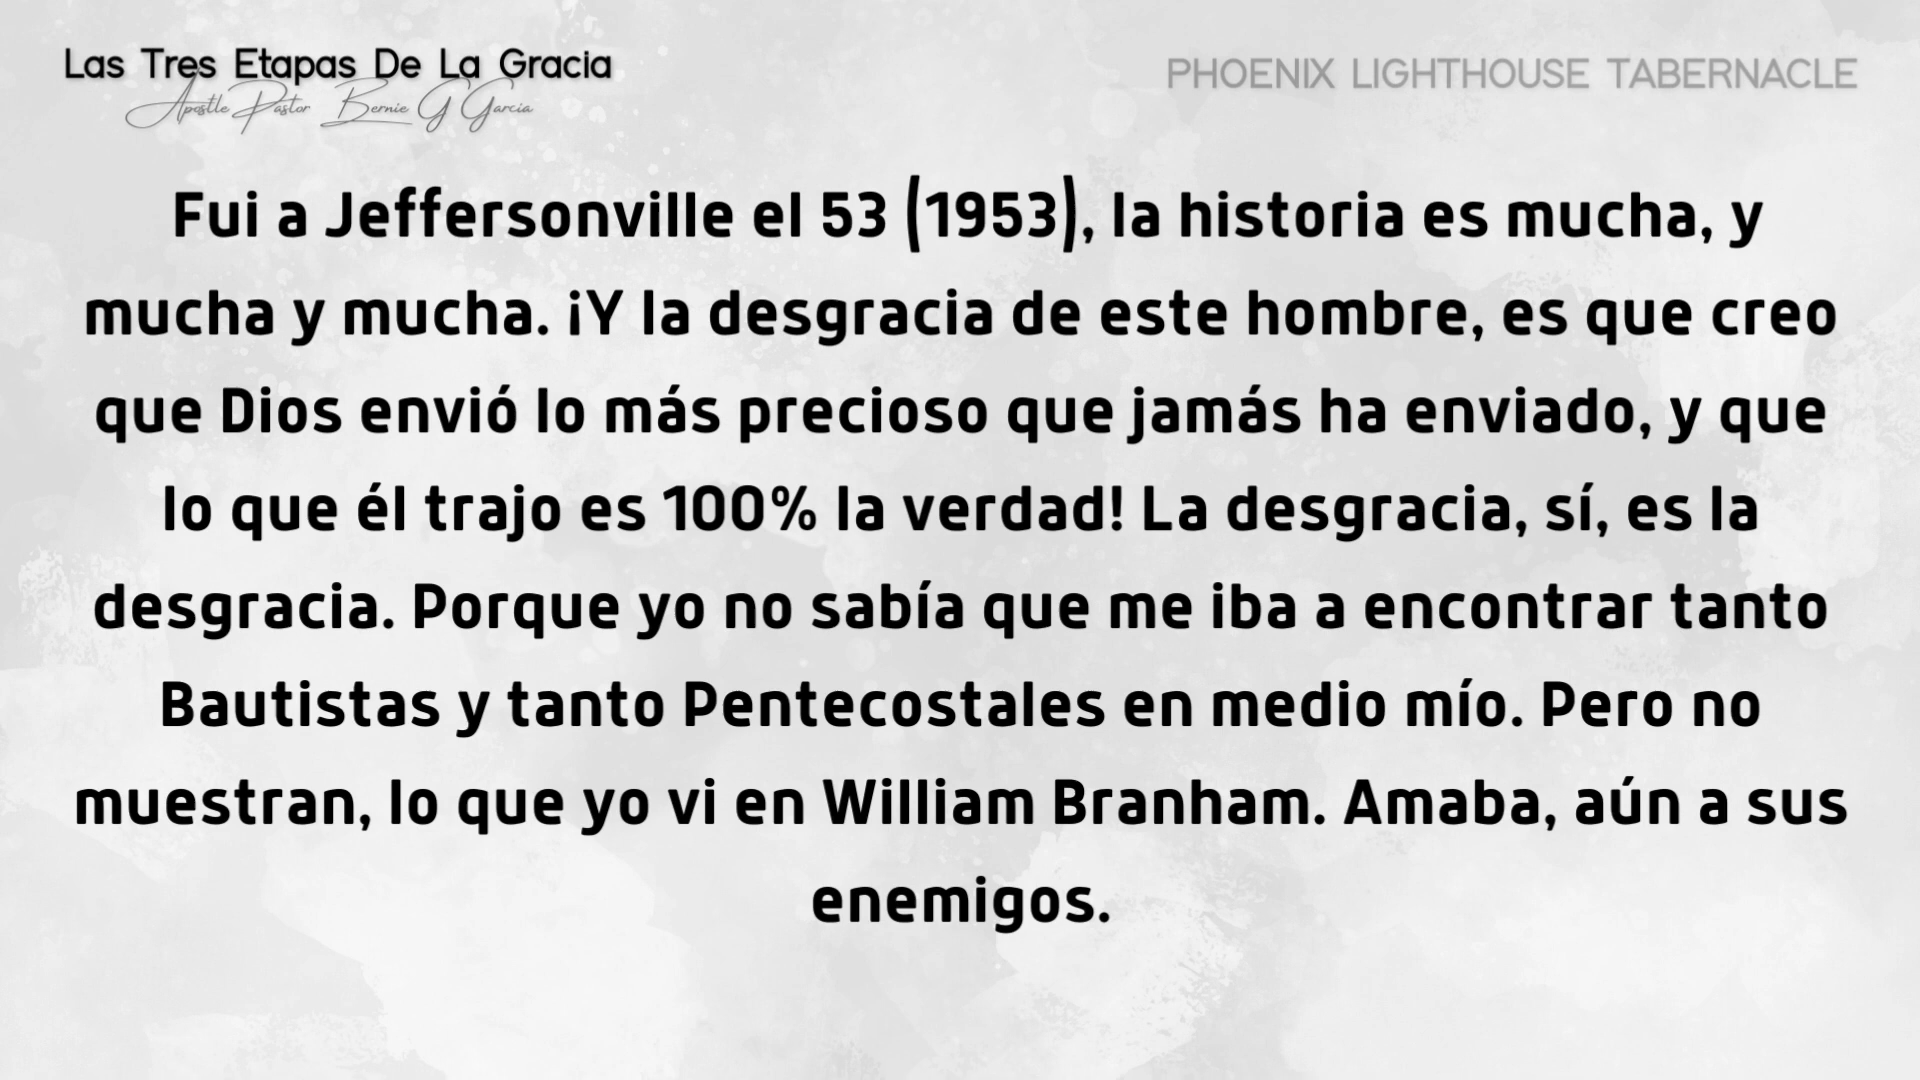 Las Tres Etapas De La Gracia
Apostle Pastor Bernie G Garcia
PHOENIX LIGHTHOUSE TABERNACLE
Fui a Jeffersonville el 53 (1953), la historia es mucha, y
mucha y mucha. ¡Y la desgracia de este hombre, es que creo
que Dios envió lo más precioso que jamás ha enviado, y que
lo que él trajo es 100% la verdad! La desgracia, sí, es la
desgracia. Porque yo no sabía que me iba a encontrar tanto
Bautistas y tanto Pentecostales en medio mío. Pero no
muestran, lo que yo vi en William Branham. Amaba, aún a sus
enemigos.